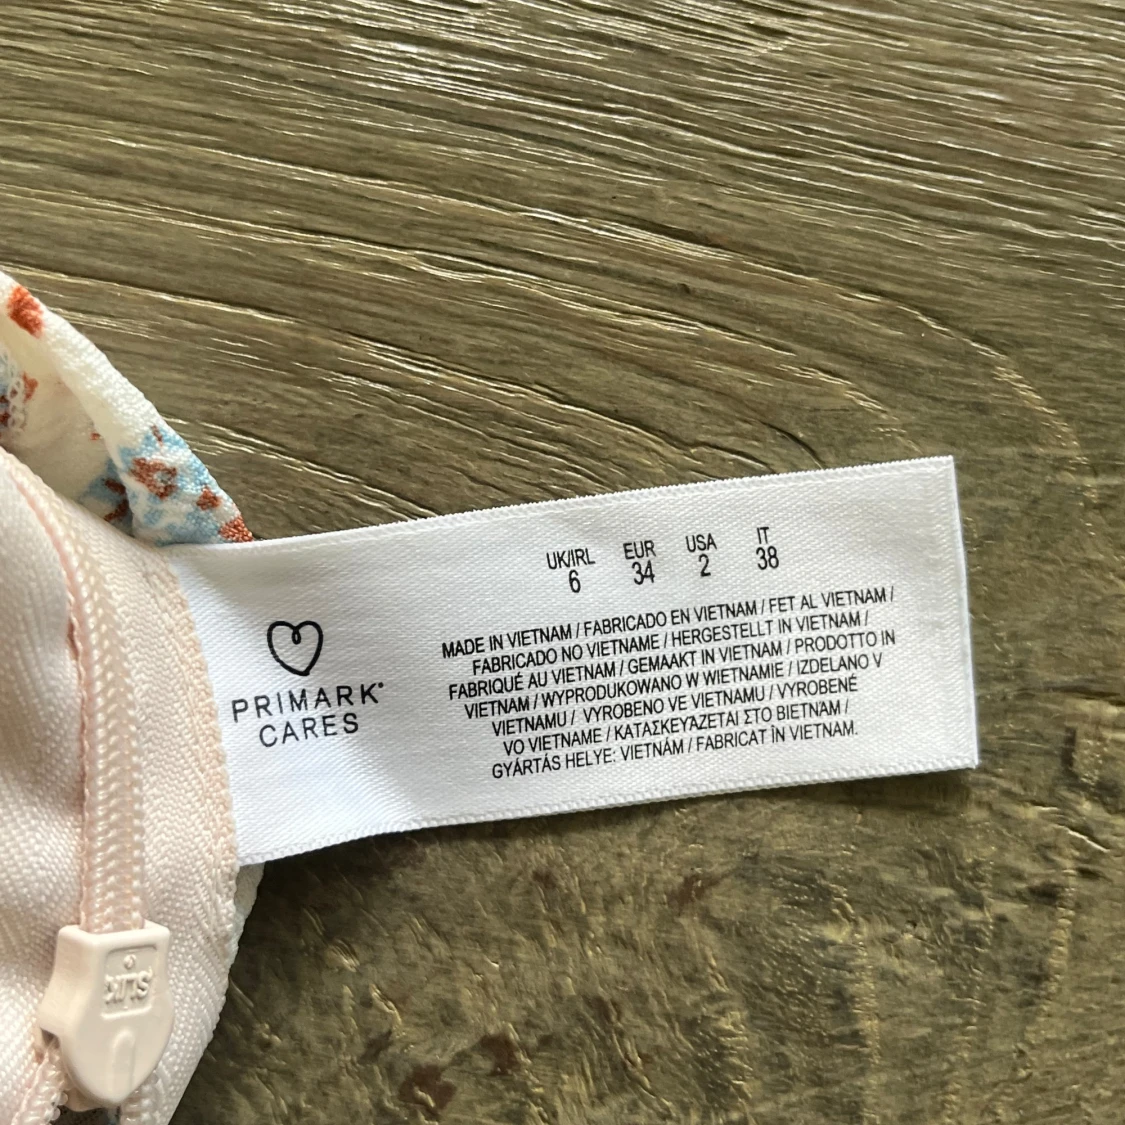 UK/IRL EUR USA IT
6 34 2 38
PRIMARK
CARES
MADE IN VIETNAM / FABRICADO EN VIETNAM / FET AL VIETNAM /
FABRICADO NO VIETNAME / HERGESTELLT IN VIETNAM /
FABRIQUÉ AU VIETNAM / GEMAAKT IN VIETNAM / PRODOTTO IN
VIETNAM / WYPRODUKOWANO W WIETNAMIE / IZDELANO V
VIETNAMU / VYROBENO VE VIETNAMU / VYROBENÉ
VO VIETNAME / ΚΑΤΑΣΚΕΥΆΖΕΤΑΙ ΣΤΟ ΒΙΕΤΝΆΜ /
GYÁRTÁS HELYE: VIETNÁM / FABRICAT ÎN VIETNAM.